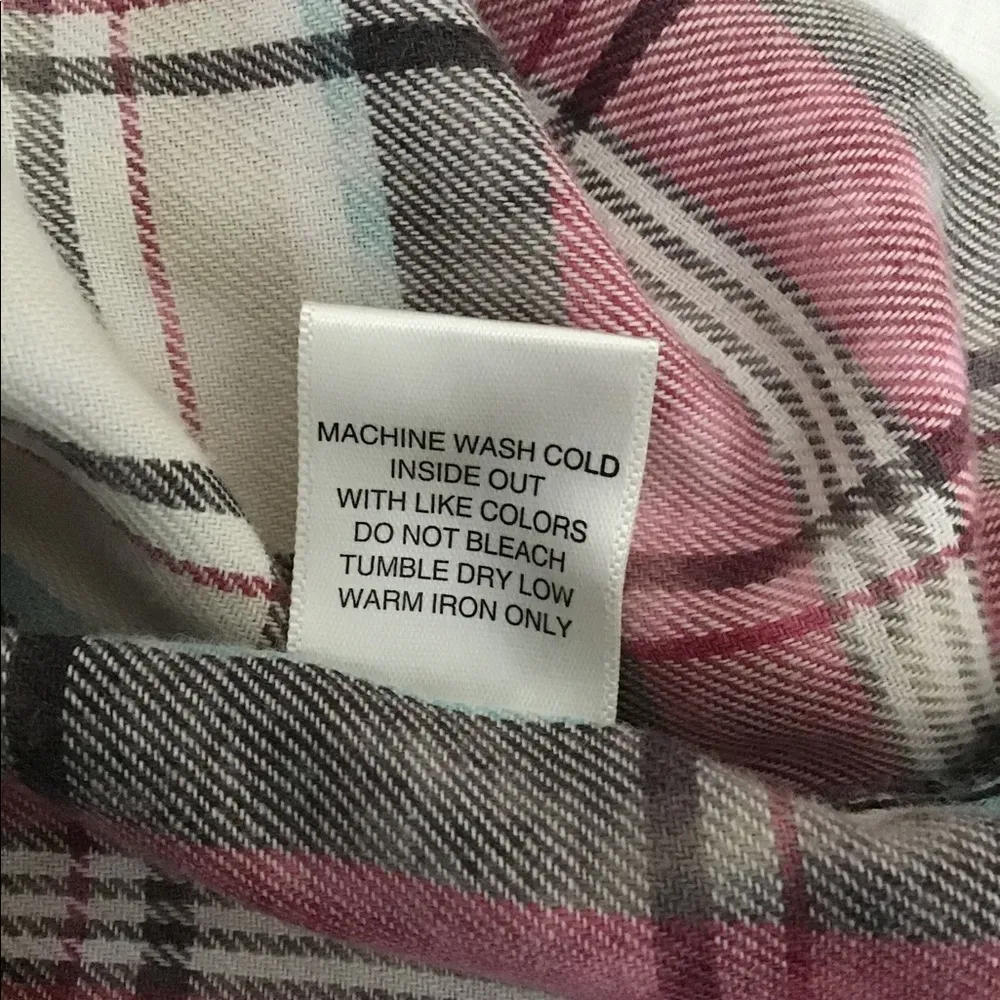 MACHINE WASH COLD
INSIDE OUT
WITH LIKE COLORS
DO NOT BLEACH
TUMBLE DRY LOW
WARM IRON ONLY